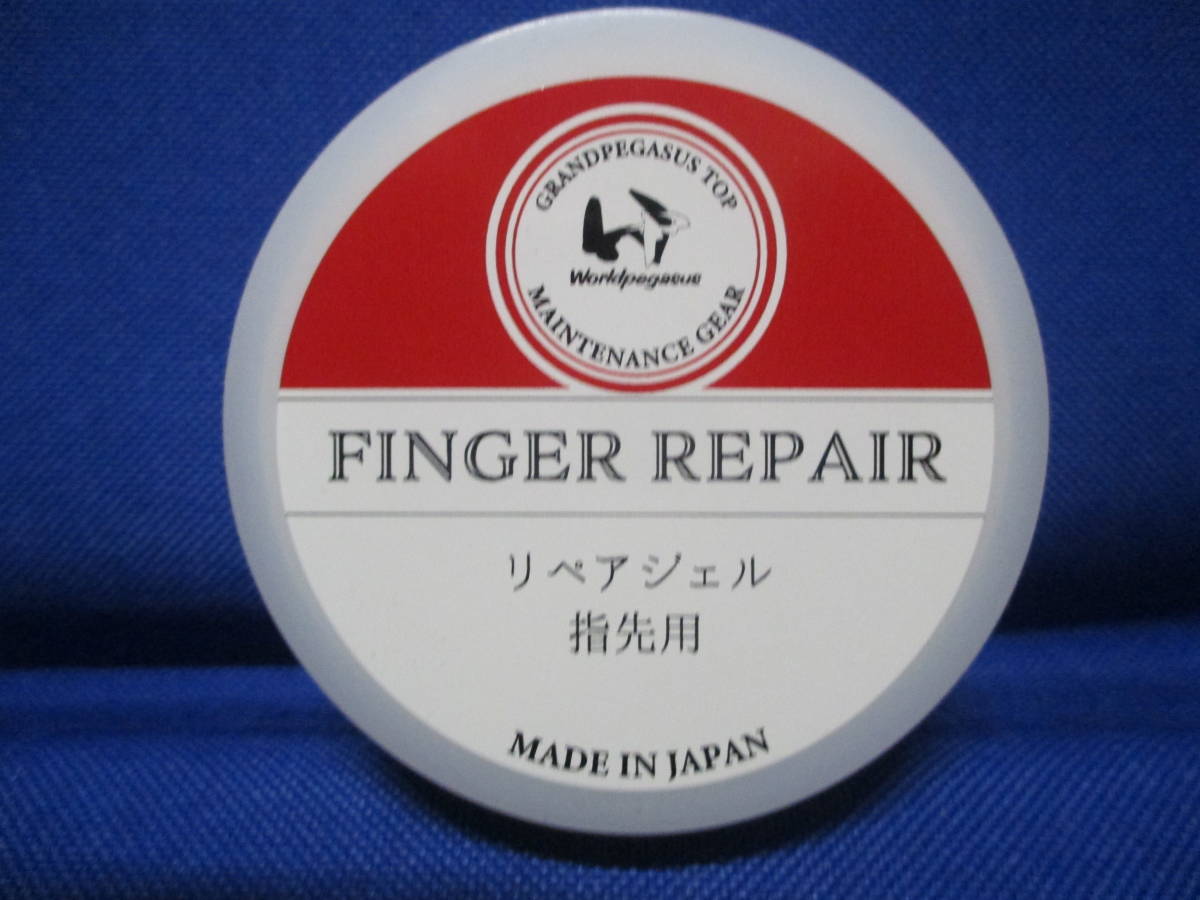 GRANDPEGASUS TOP
Worldpegasus
MAINTENANCE GEAR
FINGER REPAIR
リペアジェル
指先用
MADE IN JAPAN